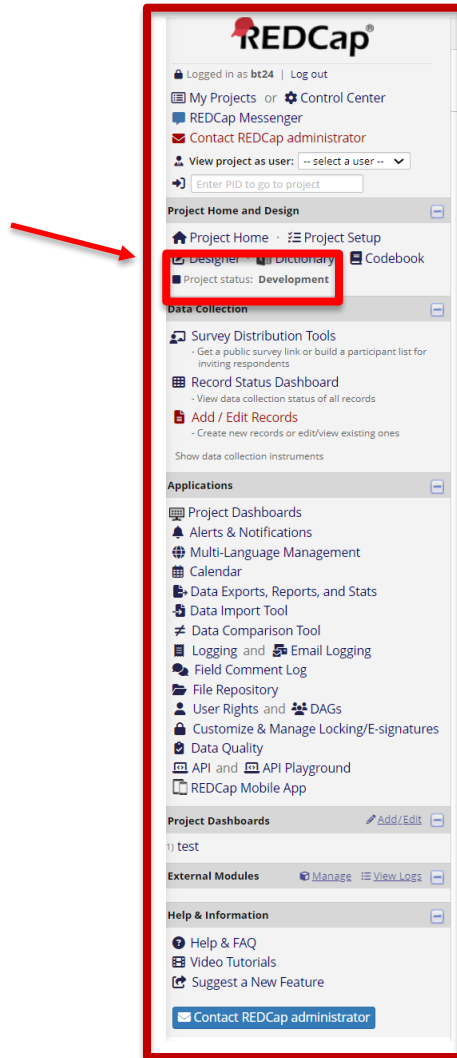 REDCap®
Logged in as bt24 | Log out
My Projects or Control Center
REDCap Messenger
Contact REDCap administrator
View project as user: -- select a user --
Enter PID to go to project
Project Home and Design
Project Home · Project Setup
Designer · Dictionary Codebook
Project status: Development
Data Collection
Survey Distribution Tools
- Get a public survey link or build a participant list for
inviting respondents
Record Status Dashboard
- View data collection status of all records
Add / Edit Records
- Create new records or edit/view existing ones
Show data collection instruments
Applications
Project Dashboards
Alerts & Notifications
Multi-Language Management
Calendar
Data Exports, Reports, and Stats
Data Import Tool
Data Comparison Tool
Logging and Email Logging
Field Comment Log
File Repository
User Rights and DAGs
Customize & Manage Locking/E-signatures
Data Quality
API and API Playground
REDCap Mobile App
Project Dashboards Add/Edit
1) test
External Modules Manage View Logs
Help & Information
Help & FAQ
Video Tutorials
Suggest a New Feature
Contact REDCap administrator